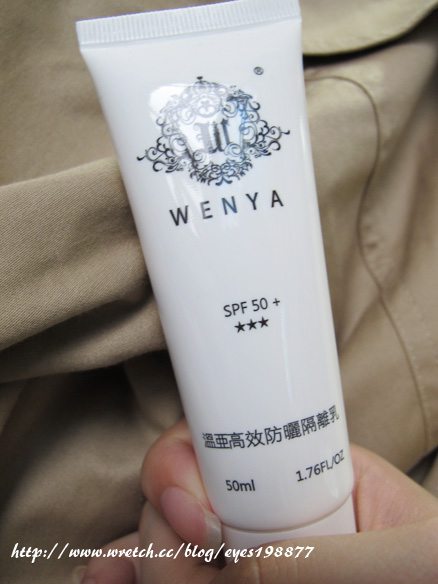 ®
W
WENYA
SPF 50 +
★★★
溫亜高效防曬隔離乳
50ml 1.76FL/OZ
http://www.wretch.cc/blog/eyes198877